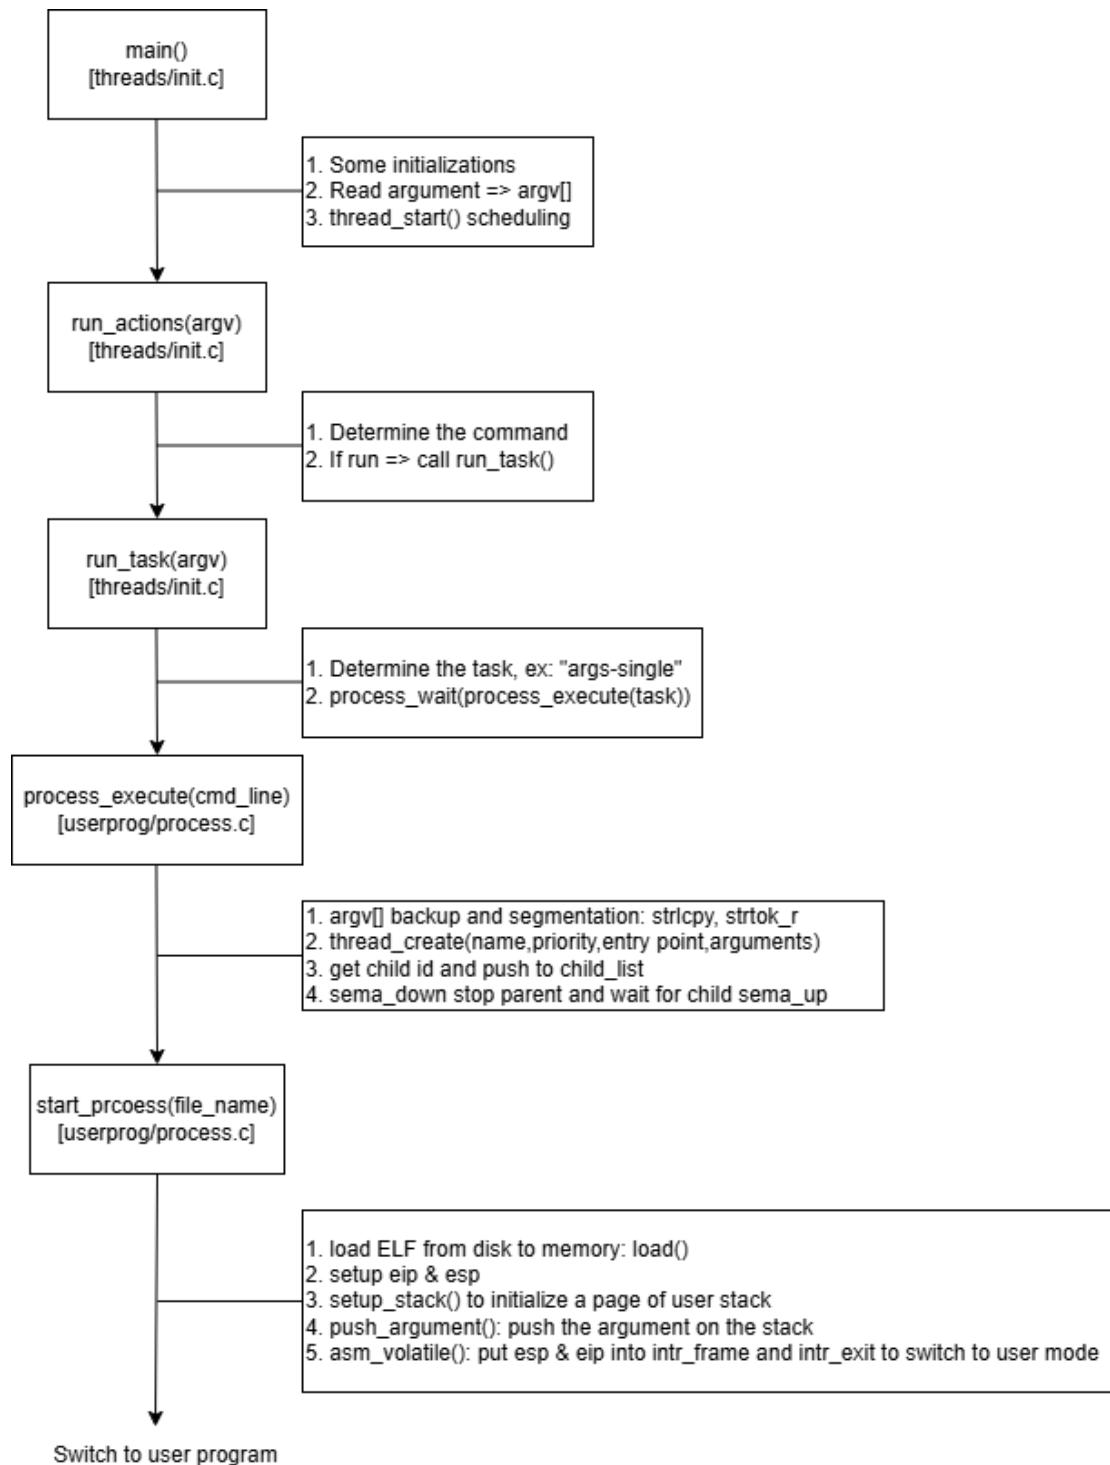 main()
[threads/init.c]
1. Some initializations
2. Read argument => argv[]
3. thread_start() scheduling
run_actions(argv)
[threads/init.c]
1. Determine the command
2. If run => call run_task()
run_task(argv)
[threads/init.c]
1. Determine the task, ex: "args-single"
2. process_wait(process_execute(task))
process_execute(cmd_line)
[userprog/process.c]
1. argv[] backup and segmentation: strlcpy, strtok_r
2. thread_create(name,priority,entry point,arguments)
3. get child id and push to child_list
4. sema_down stop parent and wait for child sema_up
start_prcoess(file_name)
[userprog/process.c]
1. load ELF from disk to memory: load()
2. setup eip & esp
3. setup_stack() to initialize a page of user stack
4. push_argument(): push the argument on the stack
5. asm_volatile(): put esp & eip into intr_frame and intr_exit to switch to user mode
Switch to user program